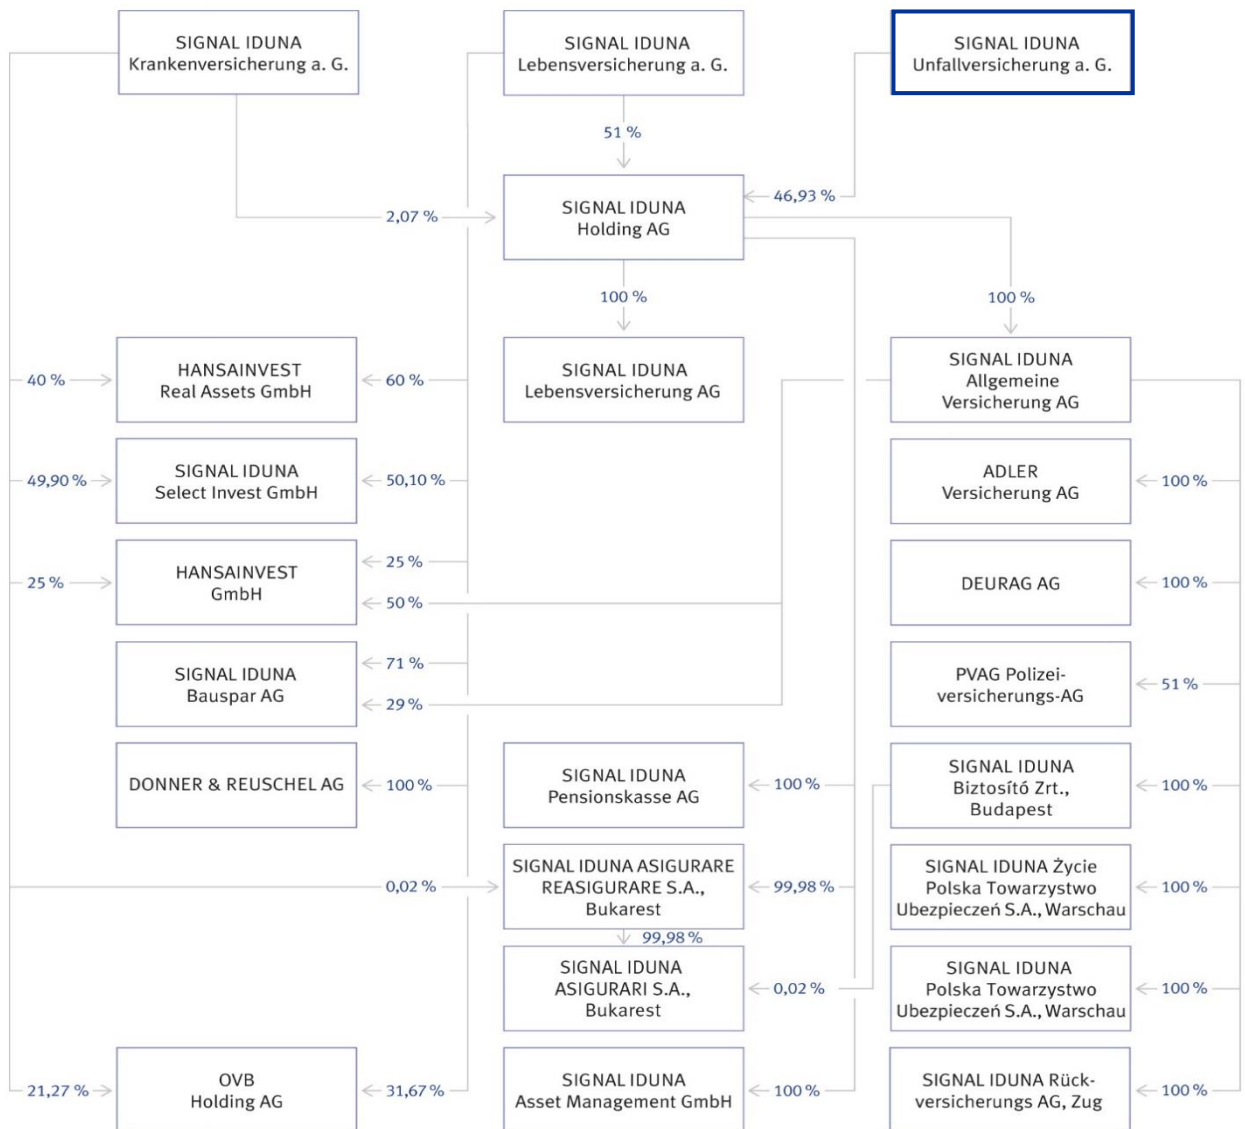 SIGNAL IDUNA
Krankenversicherung a. G.
SIGNAL IDUNA
Lebensversicherung a. G.
SIGNAL IDUNA
Unfallversicherung a. G.
51 %
46,93 %
2,07 %
SIGNAL IDUNA
Holding AG
100 %
100 %
40 %
HANSAINVEST
Real Assets GmbH
60 %
SIGNAL IDUNA
Lebensversicherung AG
SIGNAL IDUNA
Allgemeine
Versicherung AG
49,90 %
SIGNAL IDUNA
Select Invest GmbH
50,10 %
ADLER
Versicherung AG
100 %
25 %
HANSAINVEST
GmbH
25 %
50 %
DEURAG AG
100 %
SIGNAL IDUNA
Bauspar AG
71 %
29 %
PVAG Polizei-
versicherungs-AG
51 %
DONNER & REUSCHEL AG
100 %
SIGNAL IDUNA
Pensionskasse AG
100 %
SIGNAL IDUNA
Biztosító Zrt.,
Budapest
100 %
0,02 %
SIGNAL IDUNA ASIGURARE
REASIGURARE S.A.,
Bukarest
99,98 %
SIGNAL IDUNA Życie
Polska Towarzystwo
Ubezpieczeń S.A., Warschau
100 %
99,98 %
SIGNAL IDUNA
ASIGURARI S.A.,
Bukarest
0,02 %
SIGNAL IDUNA
Polska Towarzystwo
Ubezpieczeń S.A., Warschau
100 %
21,27 %
OVB
Holding AG
31,67 %
SIGNAL IDUNA
Asset Management GmbH
100 %
SIGNAL IDUNA Rück-
versicherungs AG, Zug
100 %